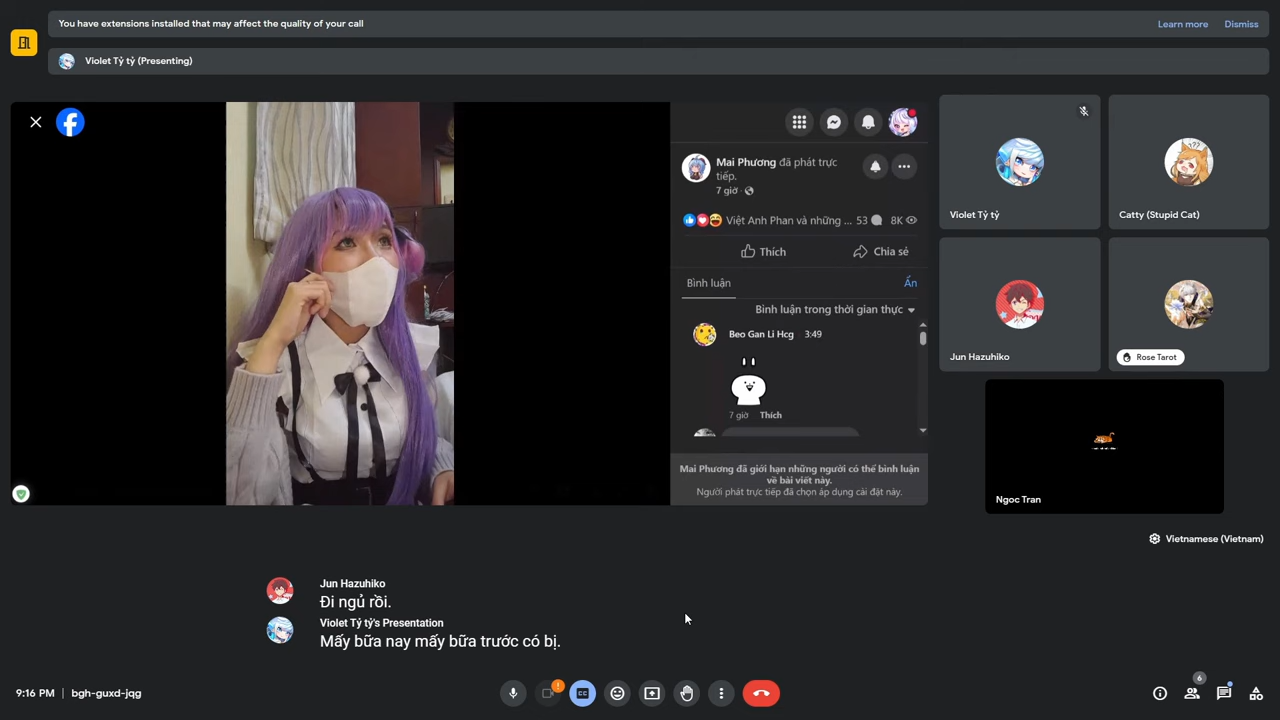 You have extensions installed that may affect the quality of your call
Learn more
Dismiss
Violet Tỷ tỷ (Presenting)
Mai Phương đã phát trực
tiếp.
7 giờ
Việt Anh Phan và những ... 53 8K
Thích
Chia sẻ
Bình luận
Ẩn
Bình luận trong thời gian thực
Beo Gan Li Hcg 3:49
7 giờ Thích
Mai Phương đã giới hạn những người có thể bình luận
về bài viết này.
Người phát trực tiếp đã chọn áp dụng cài đặt này.
Violet Tỷ tỷ
???
Catty (Stupid Cat)
Jun Hazuhiko
Rose Tarot
Ngoc Tran
Vietnamese (Vietnam)
Jun Hazuhiko
Đi ngủ rồi.
Violet Tỷ tỷ's Presentation
Mấy bữa nay mấy bữa trước có bị.
9:16 PM | bgh-guxd-jqg
CC
6